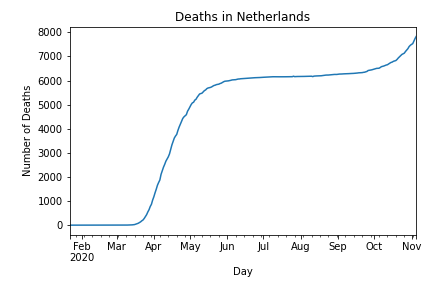 Deaths in Netherlands
Number of Deaths
8000
7000
6000
5000
4000
3000
2000
1000
0
Feb Mar Apr May Jun Jul Aug Sep Oct Nov
2020
Day